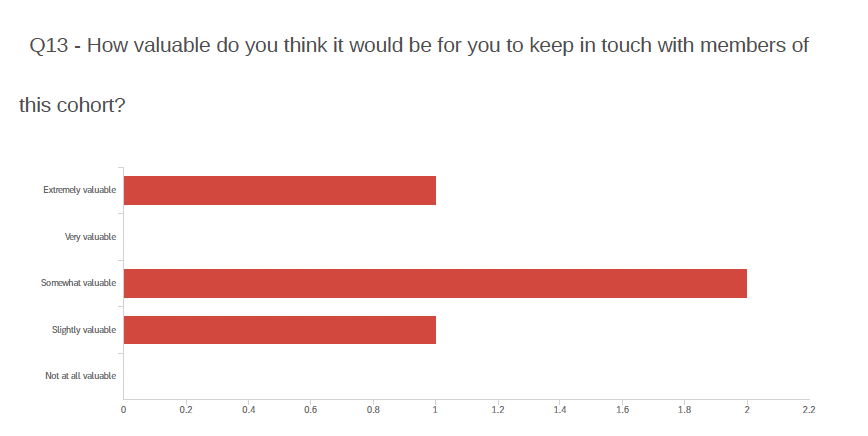 Q13 - How valuable do you think it would be for you to keep in touch with members of
this cohort?
Extremely valuable
Very valuable
Somewhat valuable
Slightly valuable
Not at all valuable
0 0.2 0.4 0.6 0.8 1 1.2 1.4 1.6 1.8 2 2.2